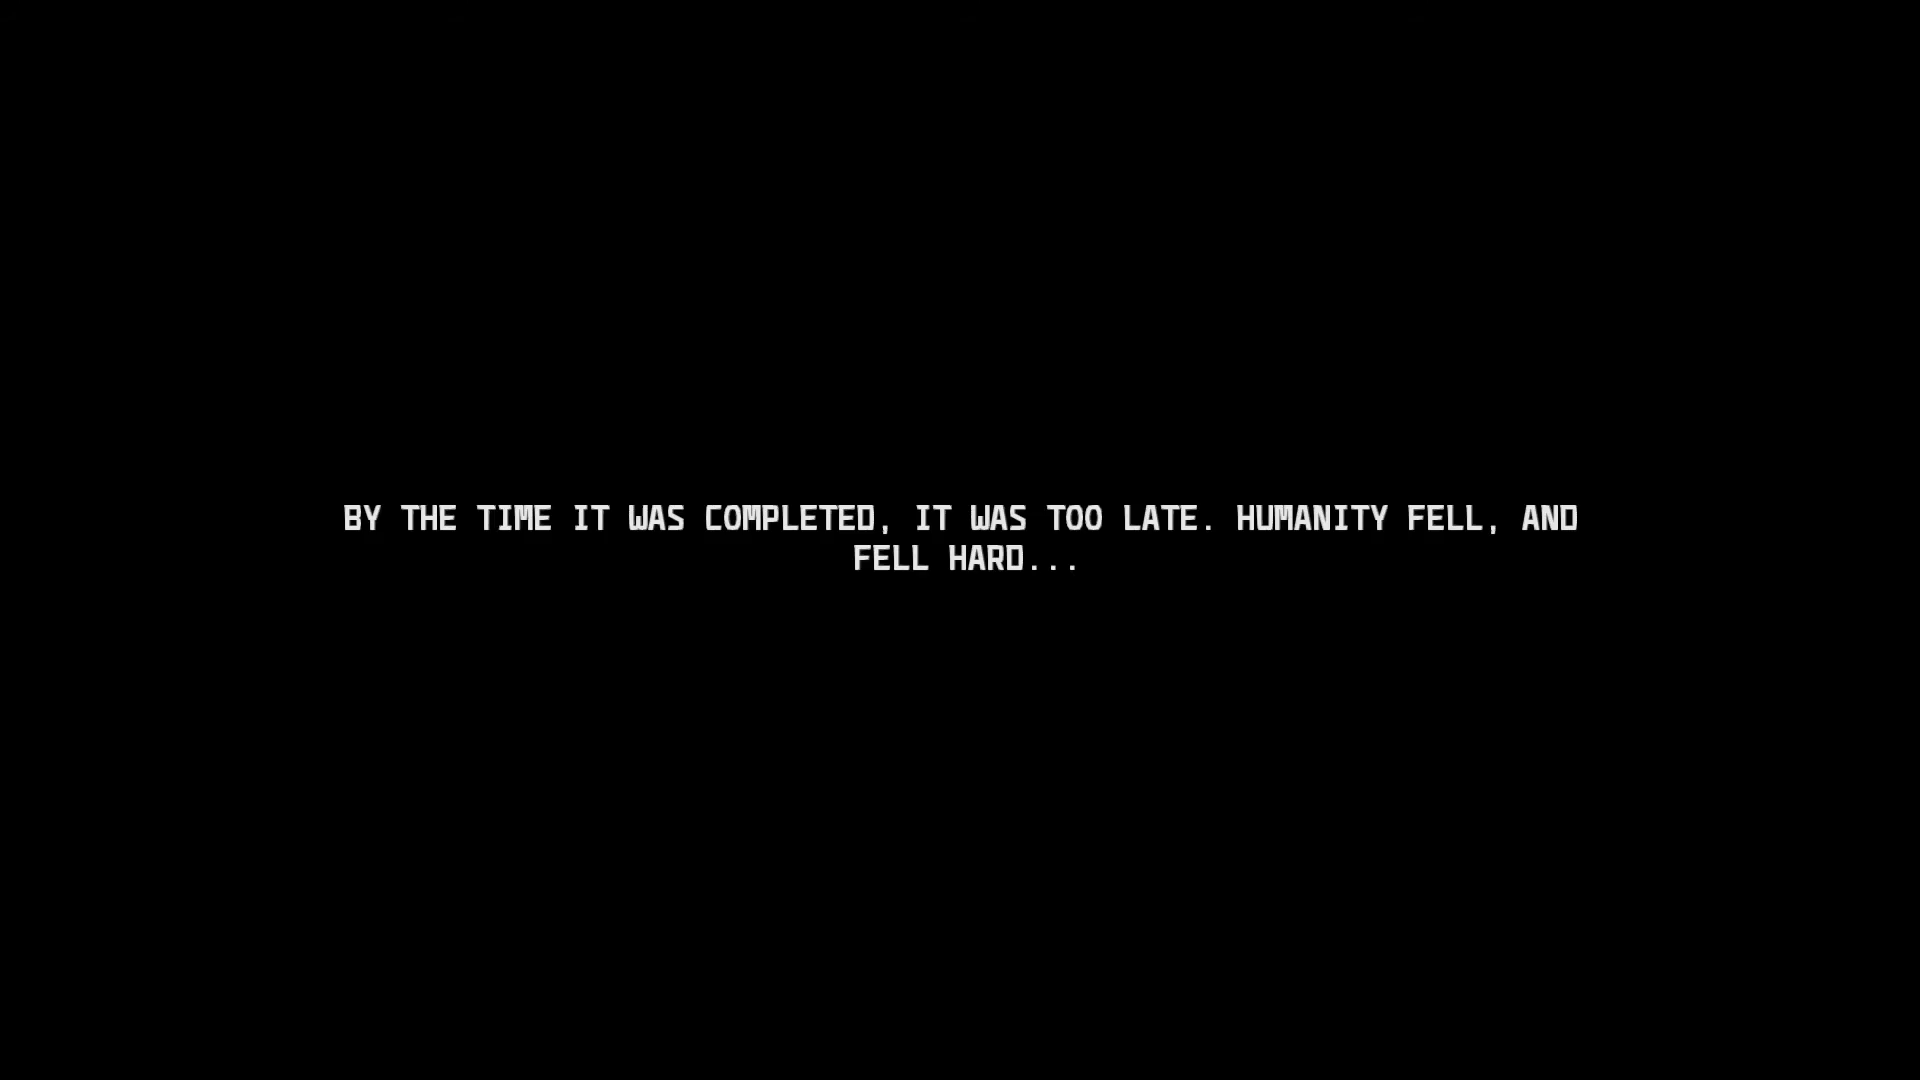 BY THE TIME IT WAS COMPLETED, IT WAS TOO LATE. HUMANITY FELL, AND
FELL HARD...